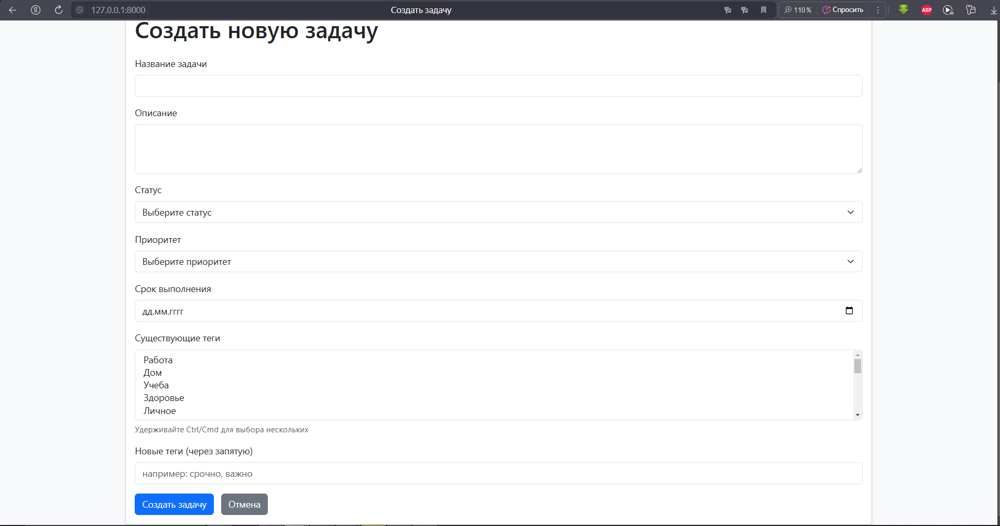 127.0.0.1:8000
Создать задачу
110%
Спросить
ABP
Создать новую задачу
Название задачи
Описание
Статус
Выберите статус
Приоритет
Выберите приоритет
Срок выполнения
дд.мм.гггг
Существующие теги
Работа
Дом
Учеба
Здоровье
Личное
Удерживайте Ctrl/Cmd для выбора нескольких
Новые теги (через запятую)
например: срочно, важно
Создать задачу
Отмена